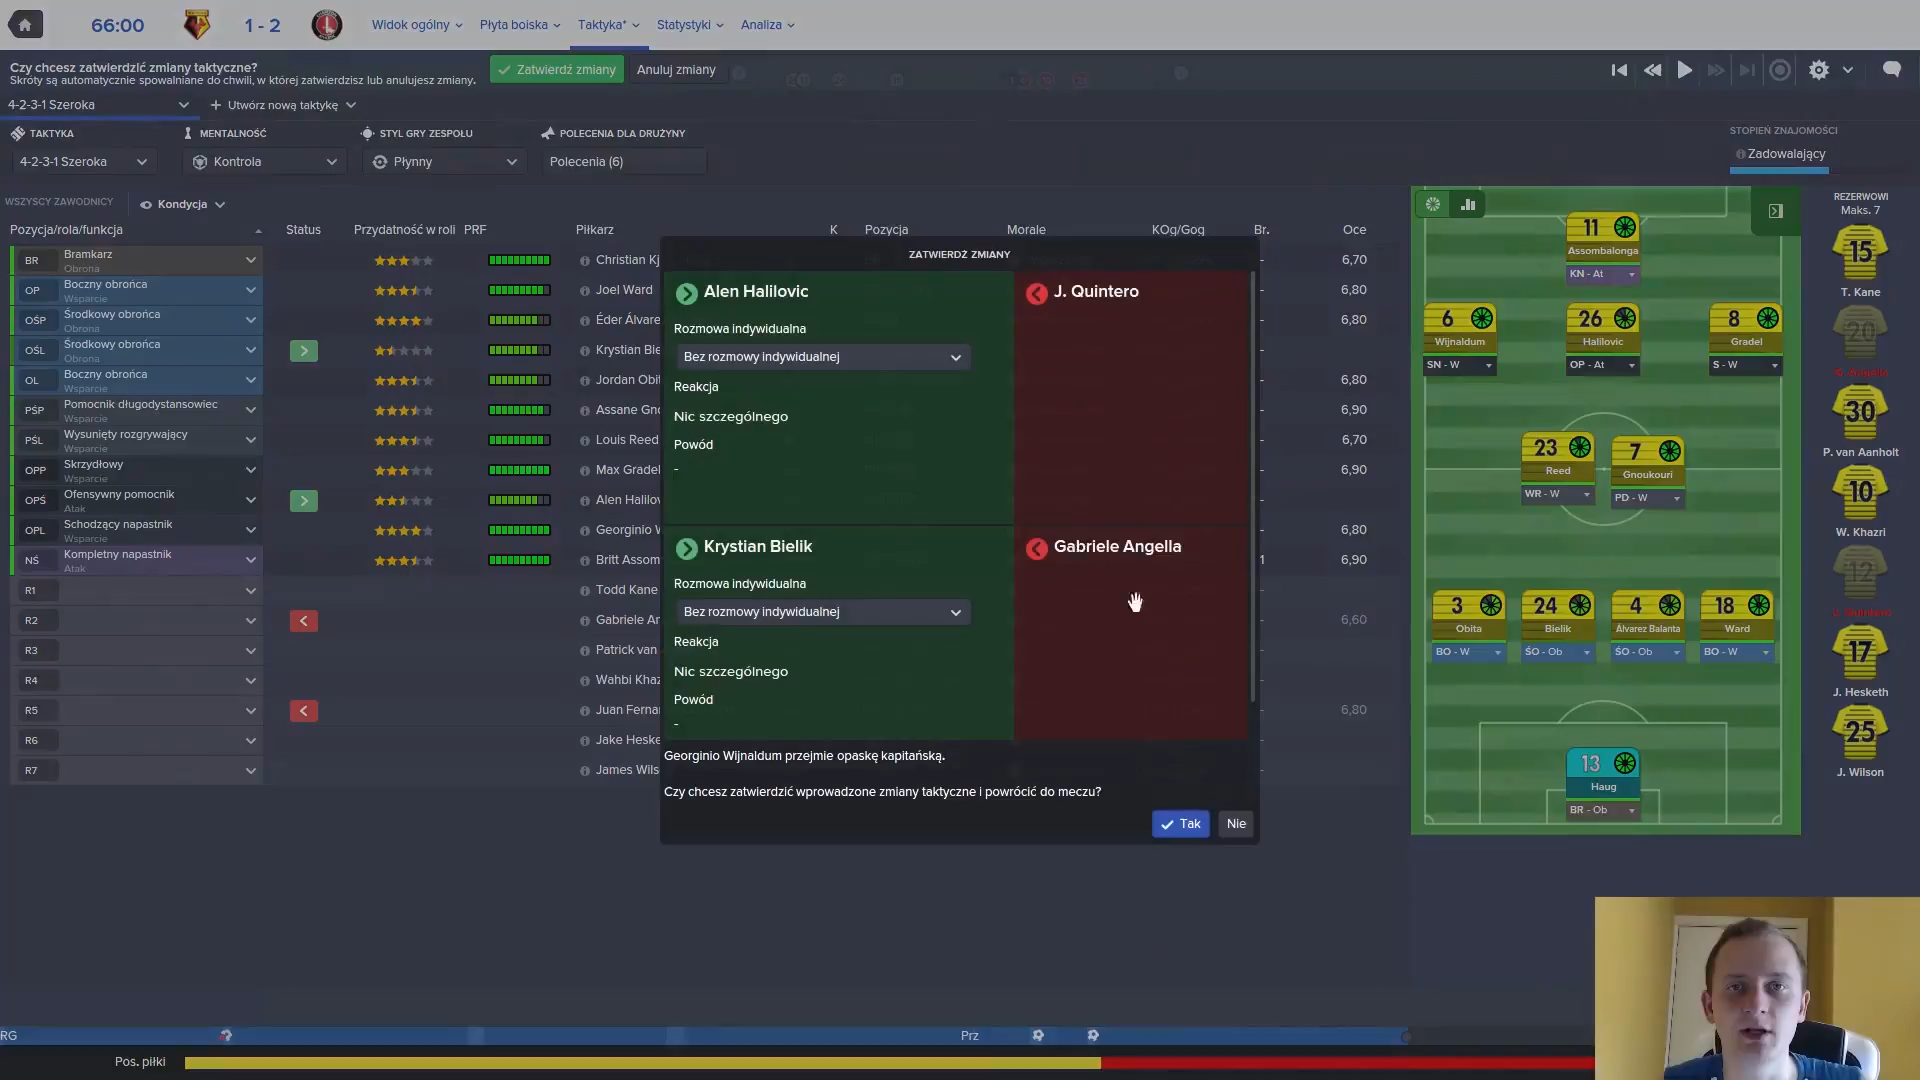 66:00
1 - 2
Widok ogólny
Płyta boiska
Taktyka*
Statystyki
Analiza
Czy chcesz zatwierdzić zmiany taktyczne?
Skróty są automatycznie spowalniane do chwili, w której zatwierdzisz lub anulujesz zmiany.
Zatwierdź zmiany
Anuluj zmiany
4-2-3-1 Szeroka
Utwórz nową taktykę
TAKTYKA
MENTALNOŚĆ
STYL GRY ZESPOŁU
POLECENIA DLA DRUŻYNY
STOPIEŃ ZNAJOMOŚCI
4-2-3-1 Szeroka
Kontrola
Płynny
Polecenia (6)
Zadowalający
WSZYSCY ZAWODNICY
Kondycja
Pozycja/rola/funkcja
Status
Przydatność w roli
PRF
Piłkarz
K
Pozycja
Morale
KOg/Gog
Br.
Oce
BR Bramkarz
Obrona
Christian Kj
6,70
OP Boczny obrońca
Wsparcie
Joel Ward
6,80
OŚP Środkowy obrońca
Obrona
Éder Álvare
6,80
OŚL Środkowy obrońca
Obrona
Krystian Bie
OL Boczny obrońca
Wsparcie
Jordan Obit
6,80
PŚP Pomocnik długodystansowiec
Wsparcie
Assane Gno
6,90
PŚL Wysunięty rozgrywający
Wsparcie
Louis Reed
6,70
OPP Skrzydłowy
Wsparcie
Max Gradel
6,90
OPŚ Ofensywny pomocnik
Atak
Alen Halilov
OPL Schodzący napastnik
Wsparcie
Georginio W
6,80
NŚ Kompletny napastnik
Atak
Britt Assom
1
6,90
R1
Todd Kane
R2
Gabriele An
6,60
R3
Patrick van
R4
Wahbi Khaz
R5
Juan Fernan
6,80
R6
Jake Heske
R7
James Wils
ZATWIERDŹ ZMIANY
Alen Halilovic
J. Quintero
Rozmowa indywidualna
Bez rozmowy indywidualnej
Reakcja
Nic szczególnego
Powód
-
Krystian Bielik
Gabriele Angella
Rozmowa indywidualna
Bez rozmowy indywidualnej
Reakcja
Nic szczególnego
Powód
-
Georginio Wijnaldum przejmie opaskę kapitańską.
Czy chcesz zatwierdzić wprowadzone zmiany taktyczne i powrócić do meczu?
Tak
Nie
11
Assombalonga
KN - At
6
Wijnaldum
SN - W
26
Halilovic
OP - At
8
Gradel
S - W
23
Reed
WR - W
7
Gnoukouri
PD - W
3
Obita
BO - W
24
Bielik
ŚO - Ob
4
Álvarez Balanta
ŚO - Ob
18
Ward
BO - W
13
Haug
BR - Ob
REZERWOWI
Maks. 7
15
T. Kane
20
G. Angella
30
P. van Aanholt
10
W. Khazri
12
J. Quintero
17
J. Hesketh
25
J. Wilson
RG
Prz
Pos. piłki